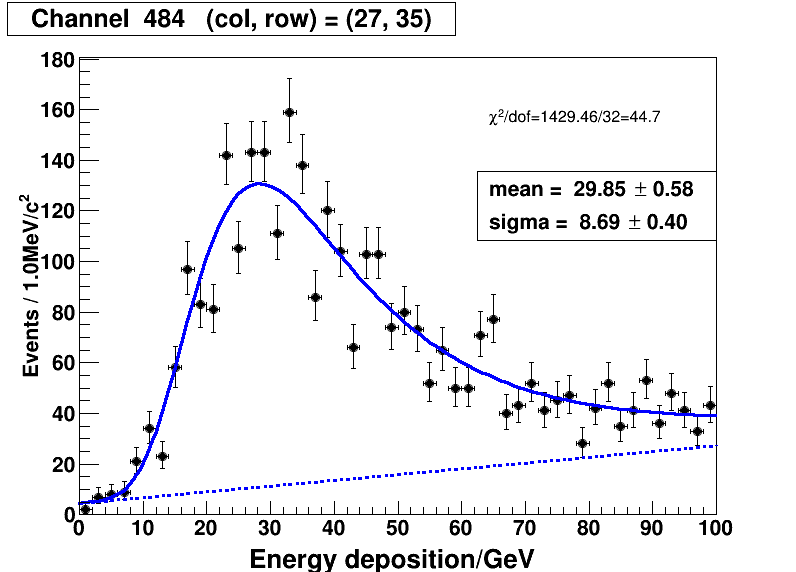 Channel 484 (col, row) = (27, 35)
180
160
140
120
100
80
60
40
20
0
Events / 1.0MeV/c²
χ²/dof=1429.46/32=44.7
mean = 29.85 ± 0.58
sigma = 8.69 ± 0.40
0 10 20 30 40 50 60 70 80 90 100
Energy deposition/GeV